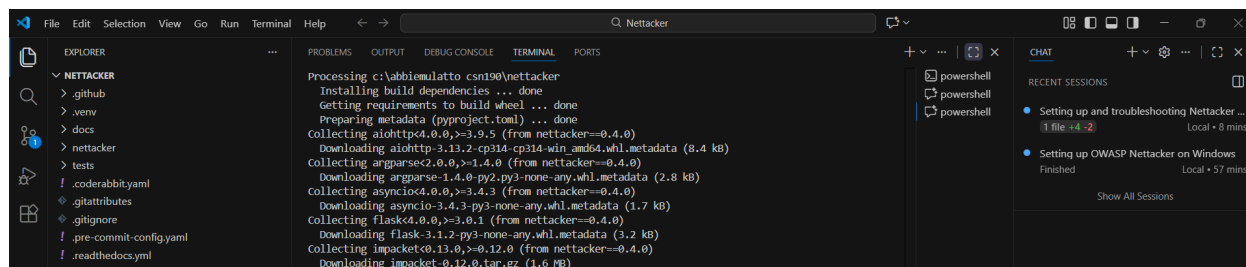 File Edit Selection View Go Run Terminal Help
Nettacker
EXPLORER
NETTACKER
.github
.venv
docs
nettacker
tests
.coderabbit.yaml
.gitattributes
.gitignore
.pre-commit-config.yaml
.readthedocs.yml
1
PROBLEMS OUTPUT DEBUG CONSOLE TERMINAL PORTS
Processing c:\abbiemulatto csn190\nettacker
Installing build dependencies ... done
Getting requirements to build wheel ... done
Preparing metadata (pyproject.toml) ... done
Collecting aiohttp<4.0.0,>=3.9.5 (from nettacker==0.4.0)
Downloading aiohttp-3.13.2-cp314-cp314-win_amd64.whl.metadata (8.4 kB)
Collecting argparse<2.0.0,>=1.4.0 (from nettacker==0.4.0)
Downloading argparse-1.4.0-py2.py3-none-any.whl.metadata (2.8 kB)
Collecting asyncio<4.0.0,>=3.4.3 (from nettacker==0.4.0)
Downloading asyncio-3.4.3-py3-none-any.whl.metadata (1.7 kB)
Collecting flask<4.0.0,>=3.0.1 (from nettacker==0.4.0)
Downloading flask-3.1.2-py3-none-any.whl.metadata (3.2 kB)
Collecting impacket<0.13.0,>=0.12.0 (from nettacker==0.4.0)
Downloading impacket-0.12.0.tar.gz (1.6 MB)
powershell
powershell
powershell
CHAT
RECENT SESSIONS
Setting up and troubleshooting Nettacker ...
1 file +4 -2 Local • 8 mins
Setting up OWASP Nettacker on Windows
Finished Local • 57 mins
Show All Sessions